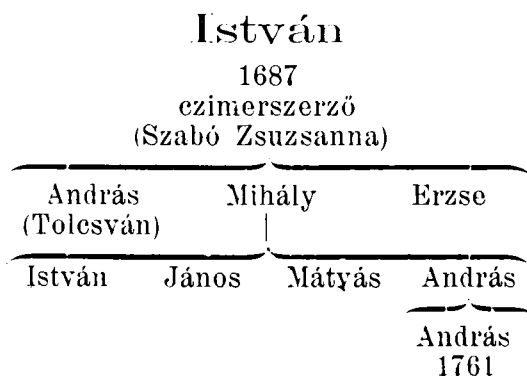 István
1687
czimerszerző
(Szabó Zsuzsanna)
András Mihály Erzse
(Tolcsván)
István János Mátyás András
András
1761